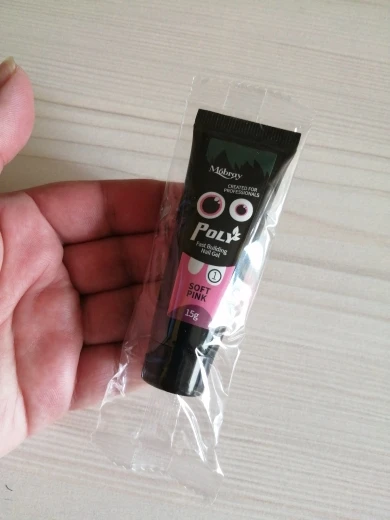 Mobray
CREATED FOR
PROFESSIONALS
POLY
Fast Building
Nail Gel
1
SOFT
PINK
15g